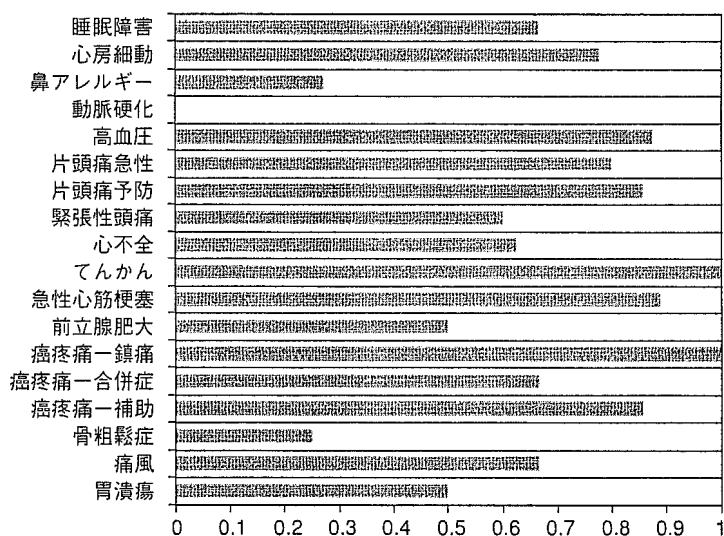 睡眠障害
心房細動
鼻アレルギー
動脈硬化
高血圧
片頭痛急性
片頭痛予防
緊張性頭痛
心不全
てんかん
急性心筋梗塞
前立腺肥大
癌疼痛ー鎮痛
癌疼痛ー合併症
癌疼痛ー補助
骨粗鬆症
痛風
胃潰瘍
0 0.1 0.2 0.3 0.4 0.5 0.6 0.7 0.8 0.9 1